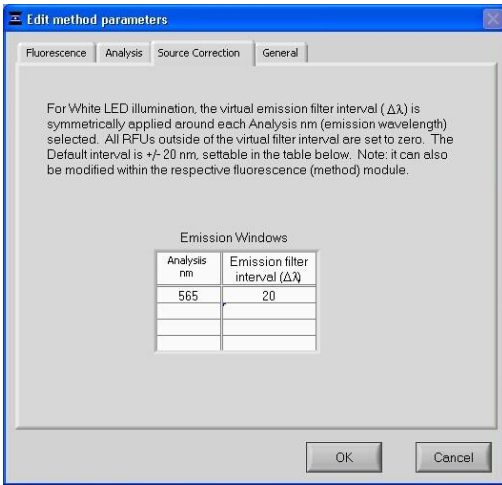 Edit method parameters
Fluorescence Analysis Source Correction General
For White LED illumination, the virtual emission filter interval (Δλ) is
symmetrically applied around each Analysis nm (emission wavelength)
selected. All RFUs outside of the virtual filter interval are set to zero. The
Default interval is +/- 20 nm, settable in the table below. Note: it can also
be modified within the respective fluorescence (method) module.
Emission Windows
Analysiis Emission filter
nm interval (Δλ)
565 20
OK Cancel